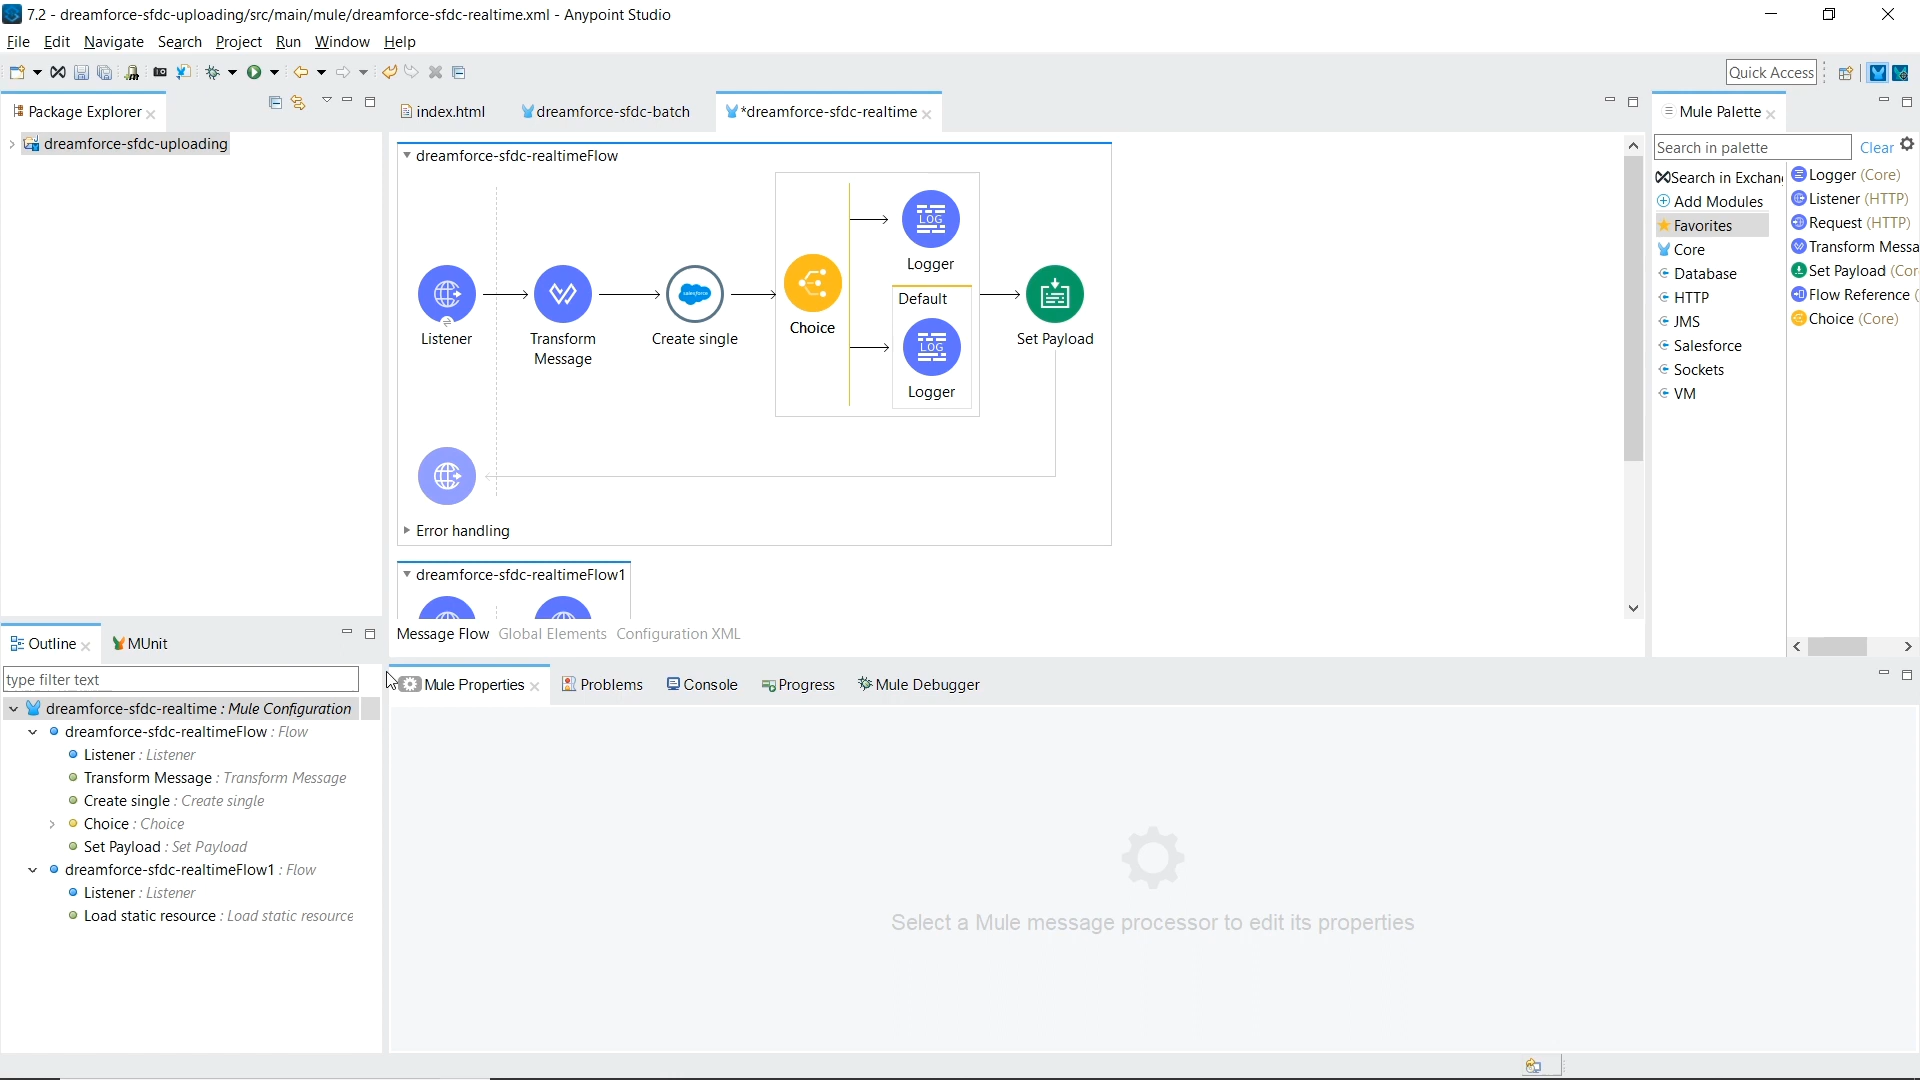 7.2 - dreamforce-sfdc-uploading/src/main/mule/dreamforce-sfdc-realtime.xml - Anypoint Studio
File Edit Navigate Search Project Run Window Help
Quick Access
Package Explorer
dreamforce-sfdc-uploading
index.html
dreamforce-sfdc-batch
*dreamforce-sfdc-realtime
dreamforce-sfdc-realtimeFlow
Listener
Transform
Message
salesforce
Create single
Choice
LOG
Logger
Default
LOG
Logger
Set Payload
Error handling
dreamforce-sfdc-realtimeFlow1
Message Flow Global Elements Configuration XML
Mule Palette
Search in palette
Clear
Search in Exchan
Add Modules
Favorites
Core
Database
HTTP
JMS
Salesforce
Sockets
VM
Logger (Core)
Listener (HTTP)
Request (HTTP)
Transform Messa
Set Payload (Cor
Flow Reference (
Choice (Core)
Outline
MUnit
type filter text
dreamforce-sfdc-realtime : Mule Configuration
dreamforce-sfdc-realtimeFlow : Flow
Listener : Listener
Transform Message : Transform Message
Create single : Create single
Choice : Choice
Set Payload : Set Payload
dreamforce-sfdc-realtimeFlow1 : Flow
Listener : Listener
Load static resource : Load static resource
Mule Properties
Problems
Console
Progress
Mule Debugger
Select a Mule message processor to edit its properties